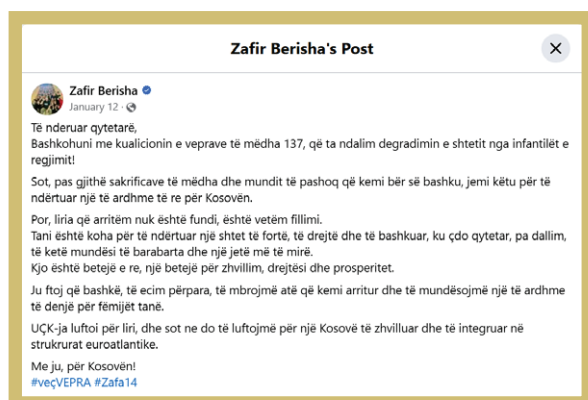 Zafir Berisha's Post
Zafir Berisha
January 12 ·
Të nderuar qytetarë,
Bashkohuni me kualicionin e veprave të mëdha 137, që ta ndalim degradimin e shtetit nga infantilët e
regjimit!
Sot, pas gjithë sakrificave të mëdha dhe mundit të pashoq që kemi bër së bashku, jemi këtu për të
ndërtuar një të ardhme të re për Kosovën.
Por, liria që arritëm nuk është fundi, është vetëm fillimi.
Tani është koha për të ndërtuar një shtet të fortë, të drejtë dhe të bashkuar, ku çdo qytetar, pa dallim,
të ketë mundësi të barabarta dhe një jetë më të mirë.
Kjo është betejë e re, një betejë për zhvillim, drejtësi dhe prosperitet.
Ju ftoj që bashkë, të ecim përpara, të mbrojmë atë që kemi arritur dhe të mundësojmë një të ardhme
të denjë për fëmijët tanë.
UÇK-ja luftoi për liri, dhe sot ne do të luftojmë për një Kosovë të zhvilluar dhe të integruar në
strukrurat euroatlantike.
Me ju, për Kosovën!
#veçVEPRA #Zafa14